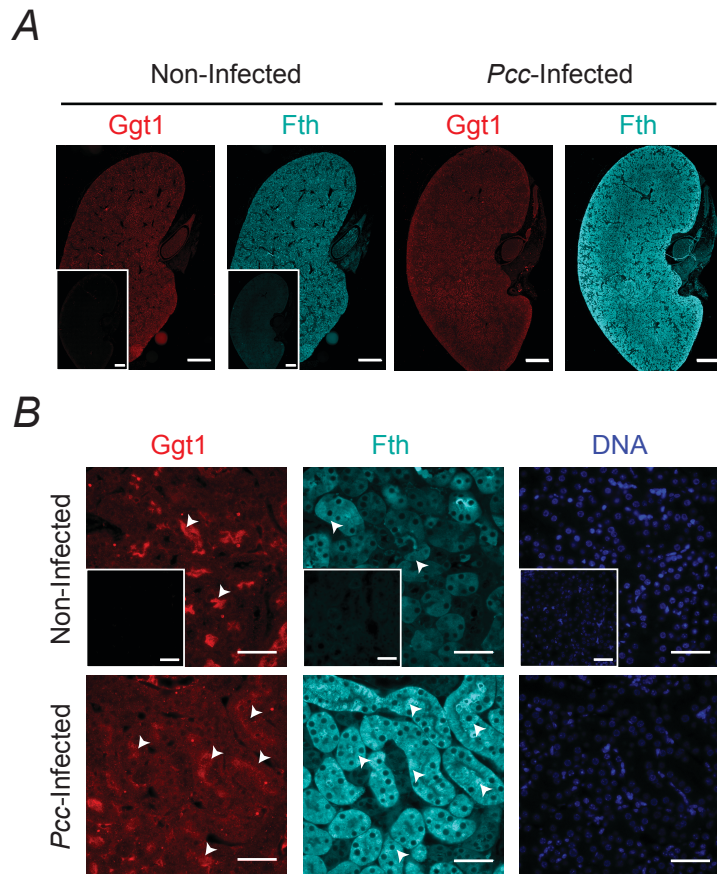 A
Non-Infected Pcc-Infected
Ggt1 Fth Ggt1 Fth
B
Ggt1 Fth DNA
Non-Infected
Pcc-Infected